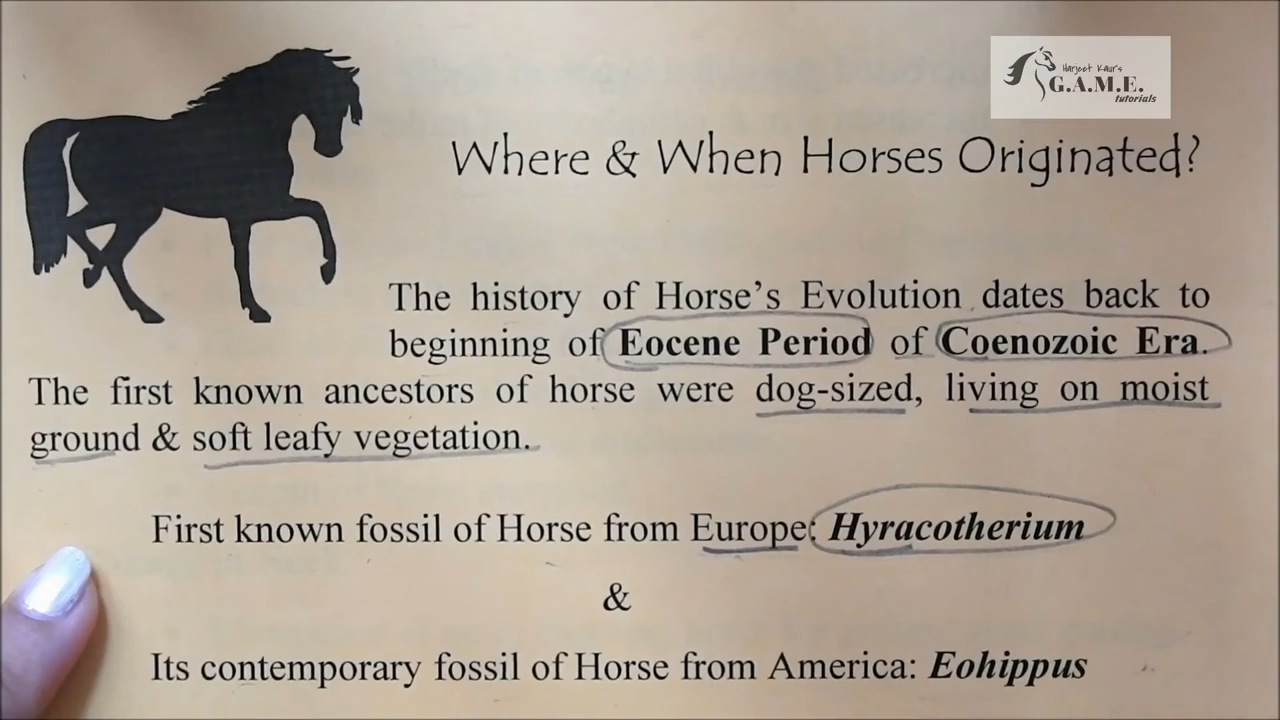 Harjeet Kaur's
G.A.M.E.
tutorials
Where & When Horses Originated?
The history of Horse's Evolution dates back to
beginning of Eocene Period of Coenozoic Era.
The first known ancestors of horse were dog-sized, living on moist
ground & soft leafy vegetation.
First known fossil of Horse from Europe: Hyracotherium
&
Its contemporary fossil of Horse from America: Eohippus